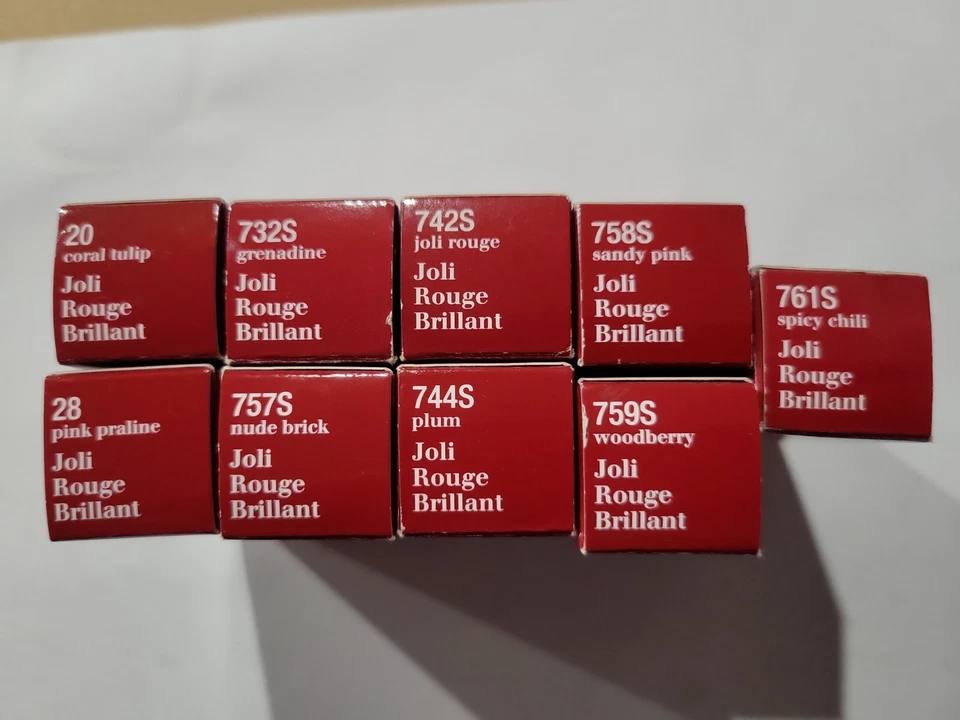 20
coral tulip
Joli
Rouge
Brillant
732S
grenadine
Joli
Rouge
Brillant
742S
joli rouge
Joli
Rouge
Brillant
758S
sandy pink
Joli
Rouge
Brillant
761S
spicy chili
Joli
Rouge
Brillant
28
pink praline
Joli
Rouge
Brillant
757S
nude brick
Joli
Rouge
Brillant
744S
plum
Joli
Rouge
Brillant
759S
woodberry
Joli
Rouge
Brillant